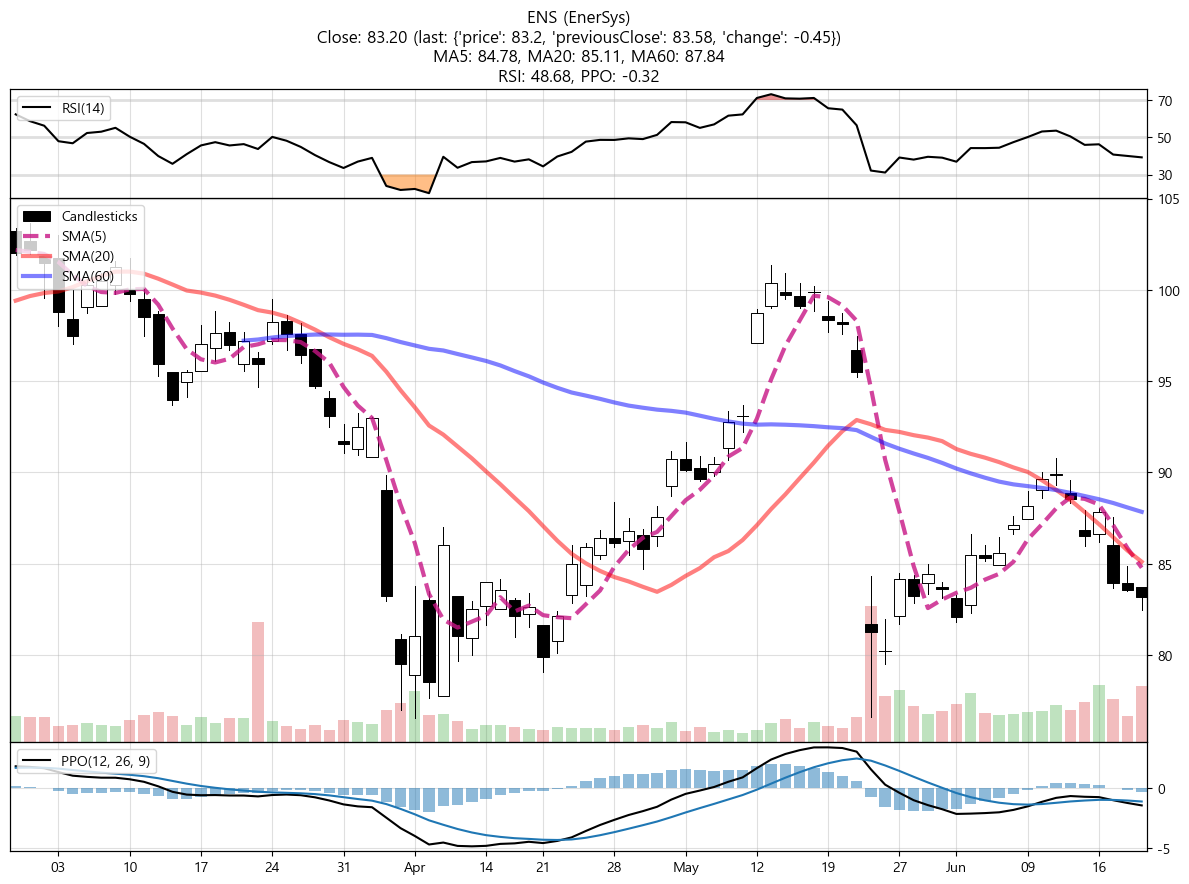 ENS (EnerSys)
Close: 83.20 (last: {'price': 83.2, 'previousClose': 83.58, 'change': -0.45})
MA5: 84.78, MA20: 85.11, MA60: 87.84
RSI: 48.68, PPO: -0.32
RSI(14)
70
50
30
105
Candlesticks
SMA(5)
SMA(20)
SMA(60)
100
95
90
85
80
PPO(12, 26, 9)
0
-5
03 10 17 24 31 Apr 14 21 28 May 12 19 27 Jun 09 16